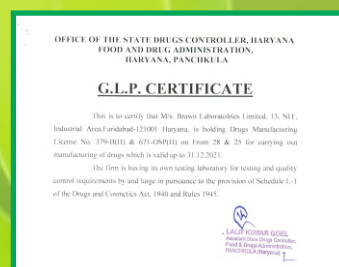 OFFICE OF THE STATE DRUGS CONTROLLER, HARYANA
FOOD AND DRUG ADMINISTRATION,
HARYANA, PANCHKULA
G.L.P. CERTIFICATE
This is to certify that M/s. Brawn Laboratories Limited, 13, NIT,
Industrial Area,Faridabad-121001 Haryana, is holding Drugs Manufacturing
License No. 379-B(H) & 671-OSP(H) on From 28 & 25 for carrying out
manufacturing of drugs which is valid up to 31.12.2021.
The firm is having its own testing laboratory for testing and quality
control requirements by and large in pursuance to the provision of Schedule L-1
of the Drugs and Cosmetics Act, 1940 and Rules 1945.
LALIT KUMAR GOEL
Assistant State Drugs Controller,
Food & Drugs Administration,
PANCHKULA (Haryana)